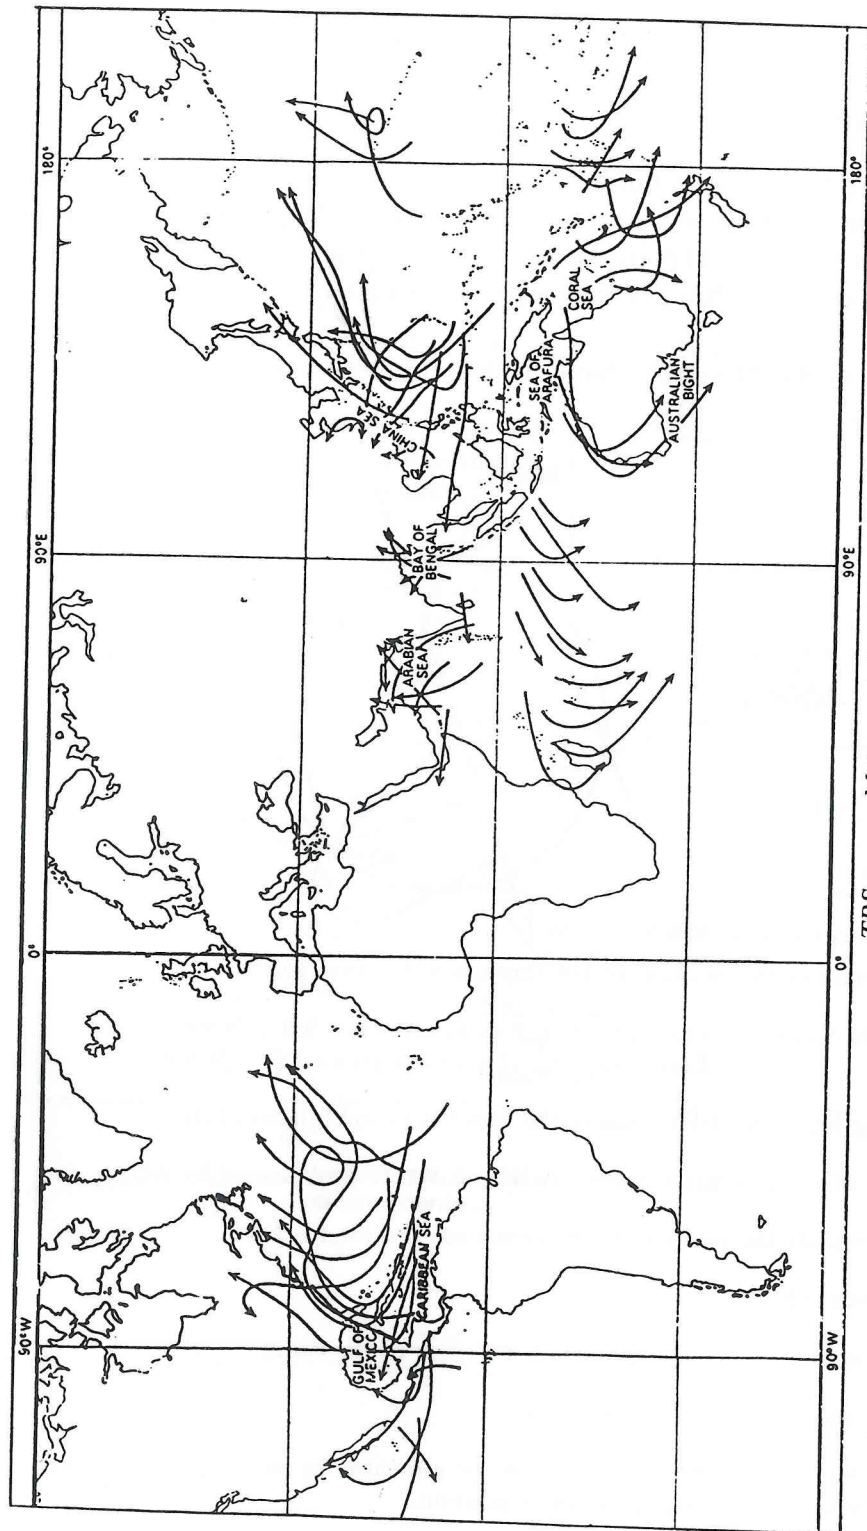 90°W 0° 90°E 180°
GULF OF
MEXICO
CARIBBEAN SEA
ARABIAN
SEA
BAY OF
BENGAL
CHINA SEA
SEA OF
ARAFURA
CORAL
SEA
AUSTRALIAN
BIGHT
90°W 0° 90°E 180°